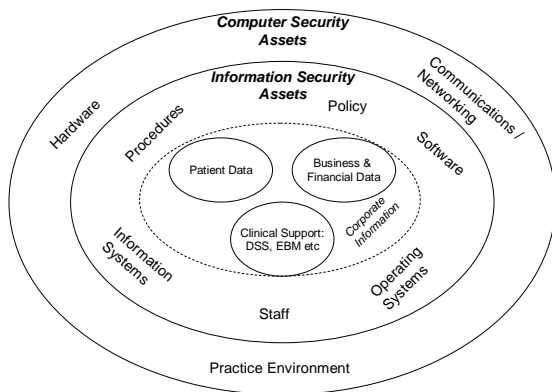 Computer Security
Assets
Information Security
Assets
Hardware
Communications /
Networking
Procedures
Policy
Software
Patient Data
Business &
Financial Data
Clinical Support:
DSS, EBM etc
Corporate
Information
Information
Systems
Operating
Systems
Staff
Practice Environment